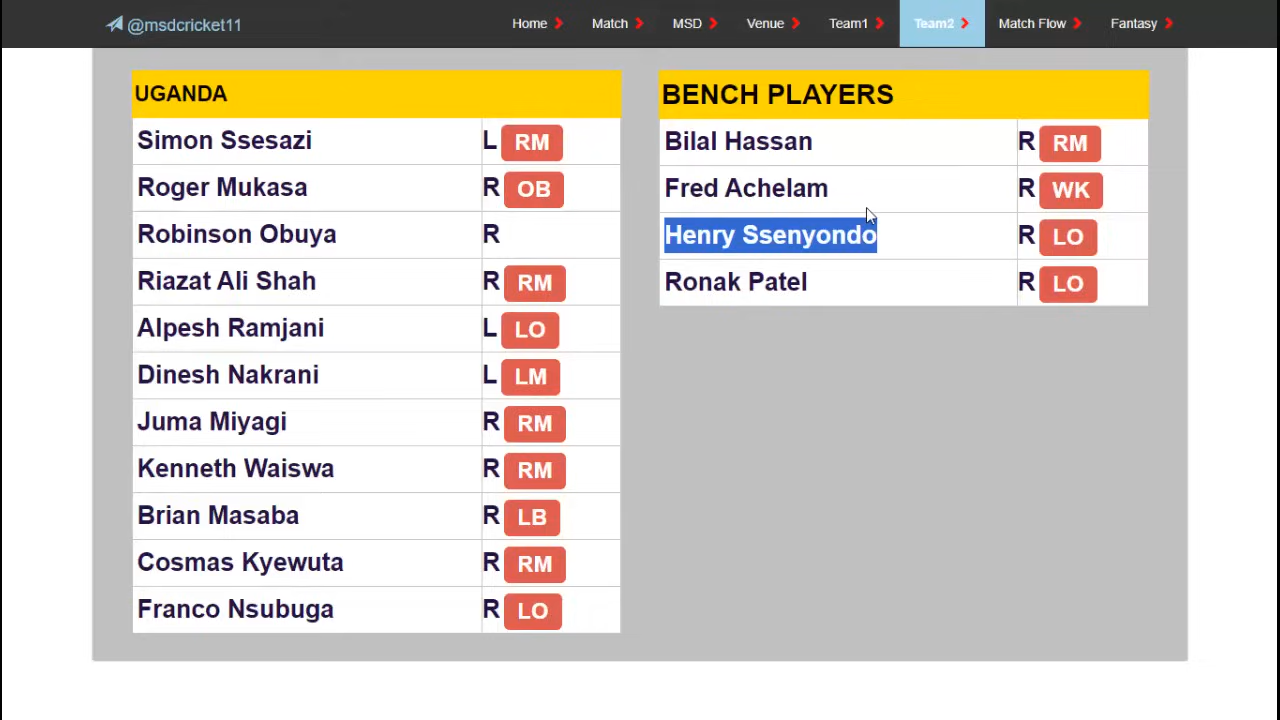 @msdcricket11 Home Match MSD Venue Team1 Team2 Match Flow Fantasy
UGANDA
Simon Ssesazi L RM
Roger Mukasa R OB
Robinson Obuya R
Riazat Ali Shah R RM
Alpesh Ramjani L LO
Dinesh Nakrani L LM
Juma Miyagi R RM
Kenneth Waiswa R RM
Brian Masaba R LB
Cosmas Kyewuta R RM
Franco Nsubuga R LO
BENCH PLAYERS
Bilal Hassan R RM
Fred Achelam R WK
Henry Ssenyondo R LO
Ronak Patel R LO